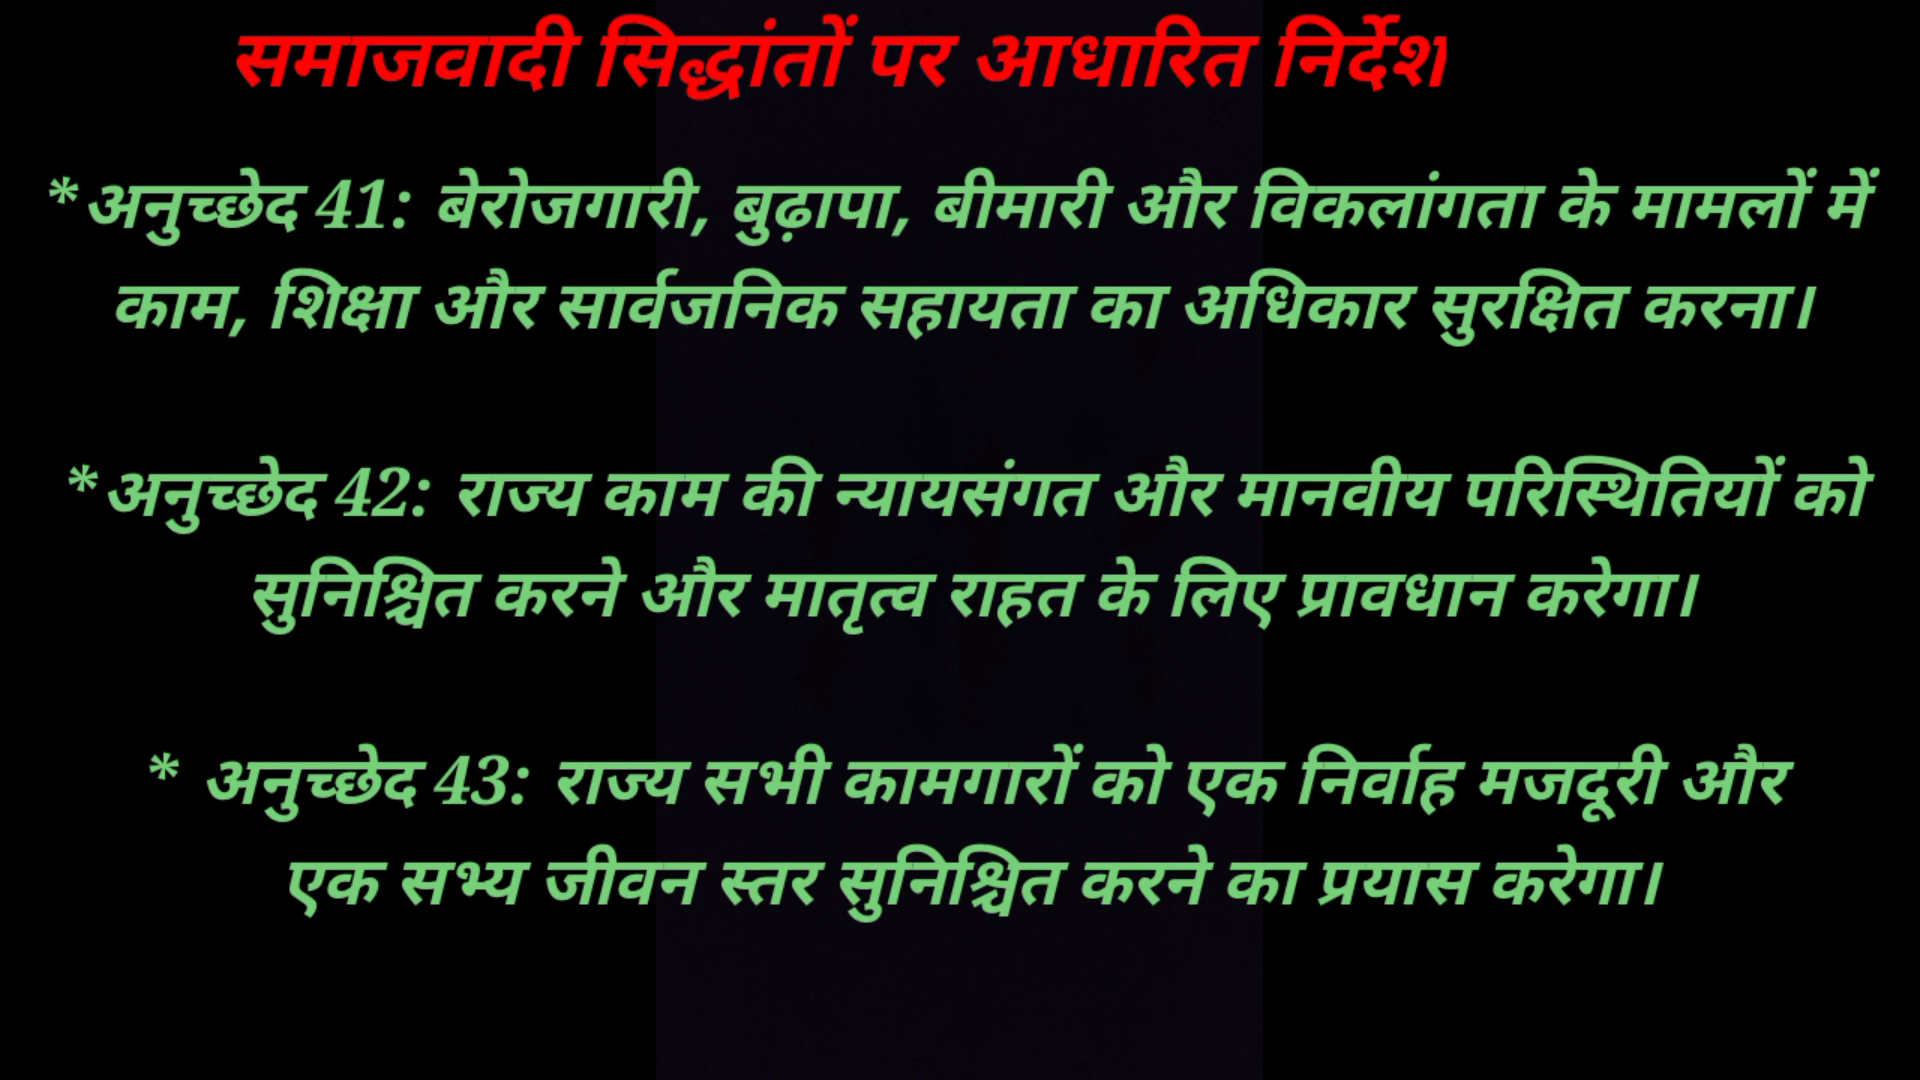 समाजवादी सिद्धांतों पर आधारित निर्देश
*अनुच्छेद 41: बेरोजगारी, बुढ़ापा, बीमारी और विकलांगता के मामलों में
काम, शिक्षा और सार्वजनिक सहायता का अधिकार सुरक्षित करना।
*अनुच्छेद 42: राज्य काम की न्यायसंगत और मानवीय परिस्थितियों को
सुनिश्चित करने और मातृत्व राहत के लिए प्रावधान करेगा।
* अनुच्छेद 43: राज्य सभी कामगारों को एक निर्वाह मजदूरी और
एक सभ्य जीवन स्तर सुनिश्चित करने का प्रयास करेगा।